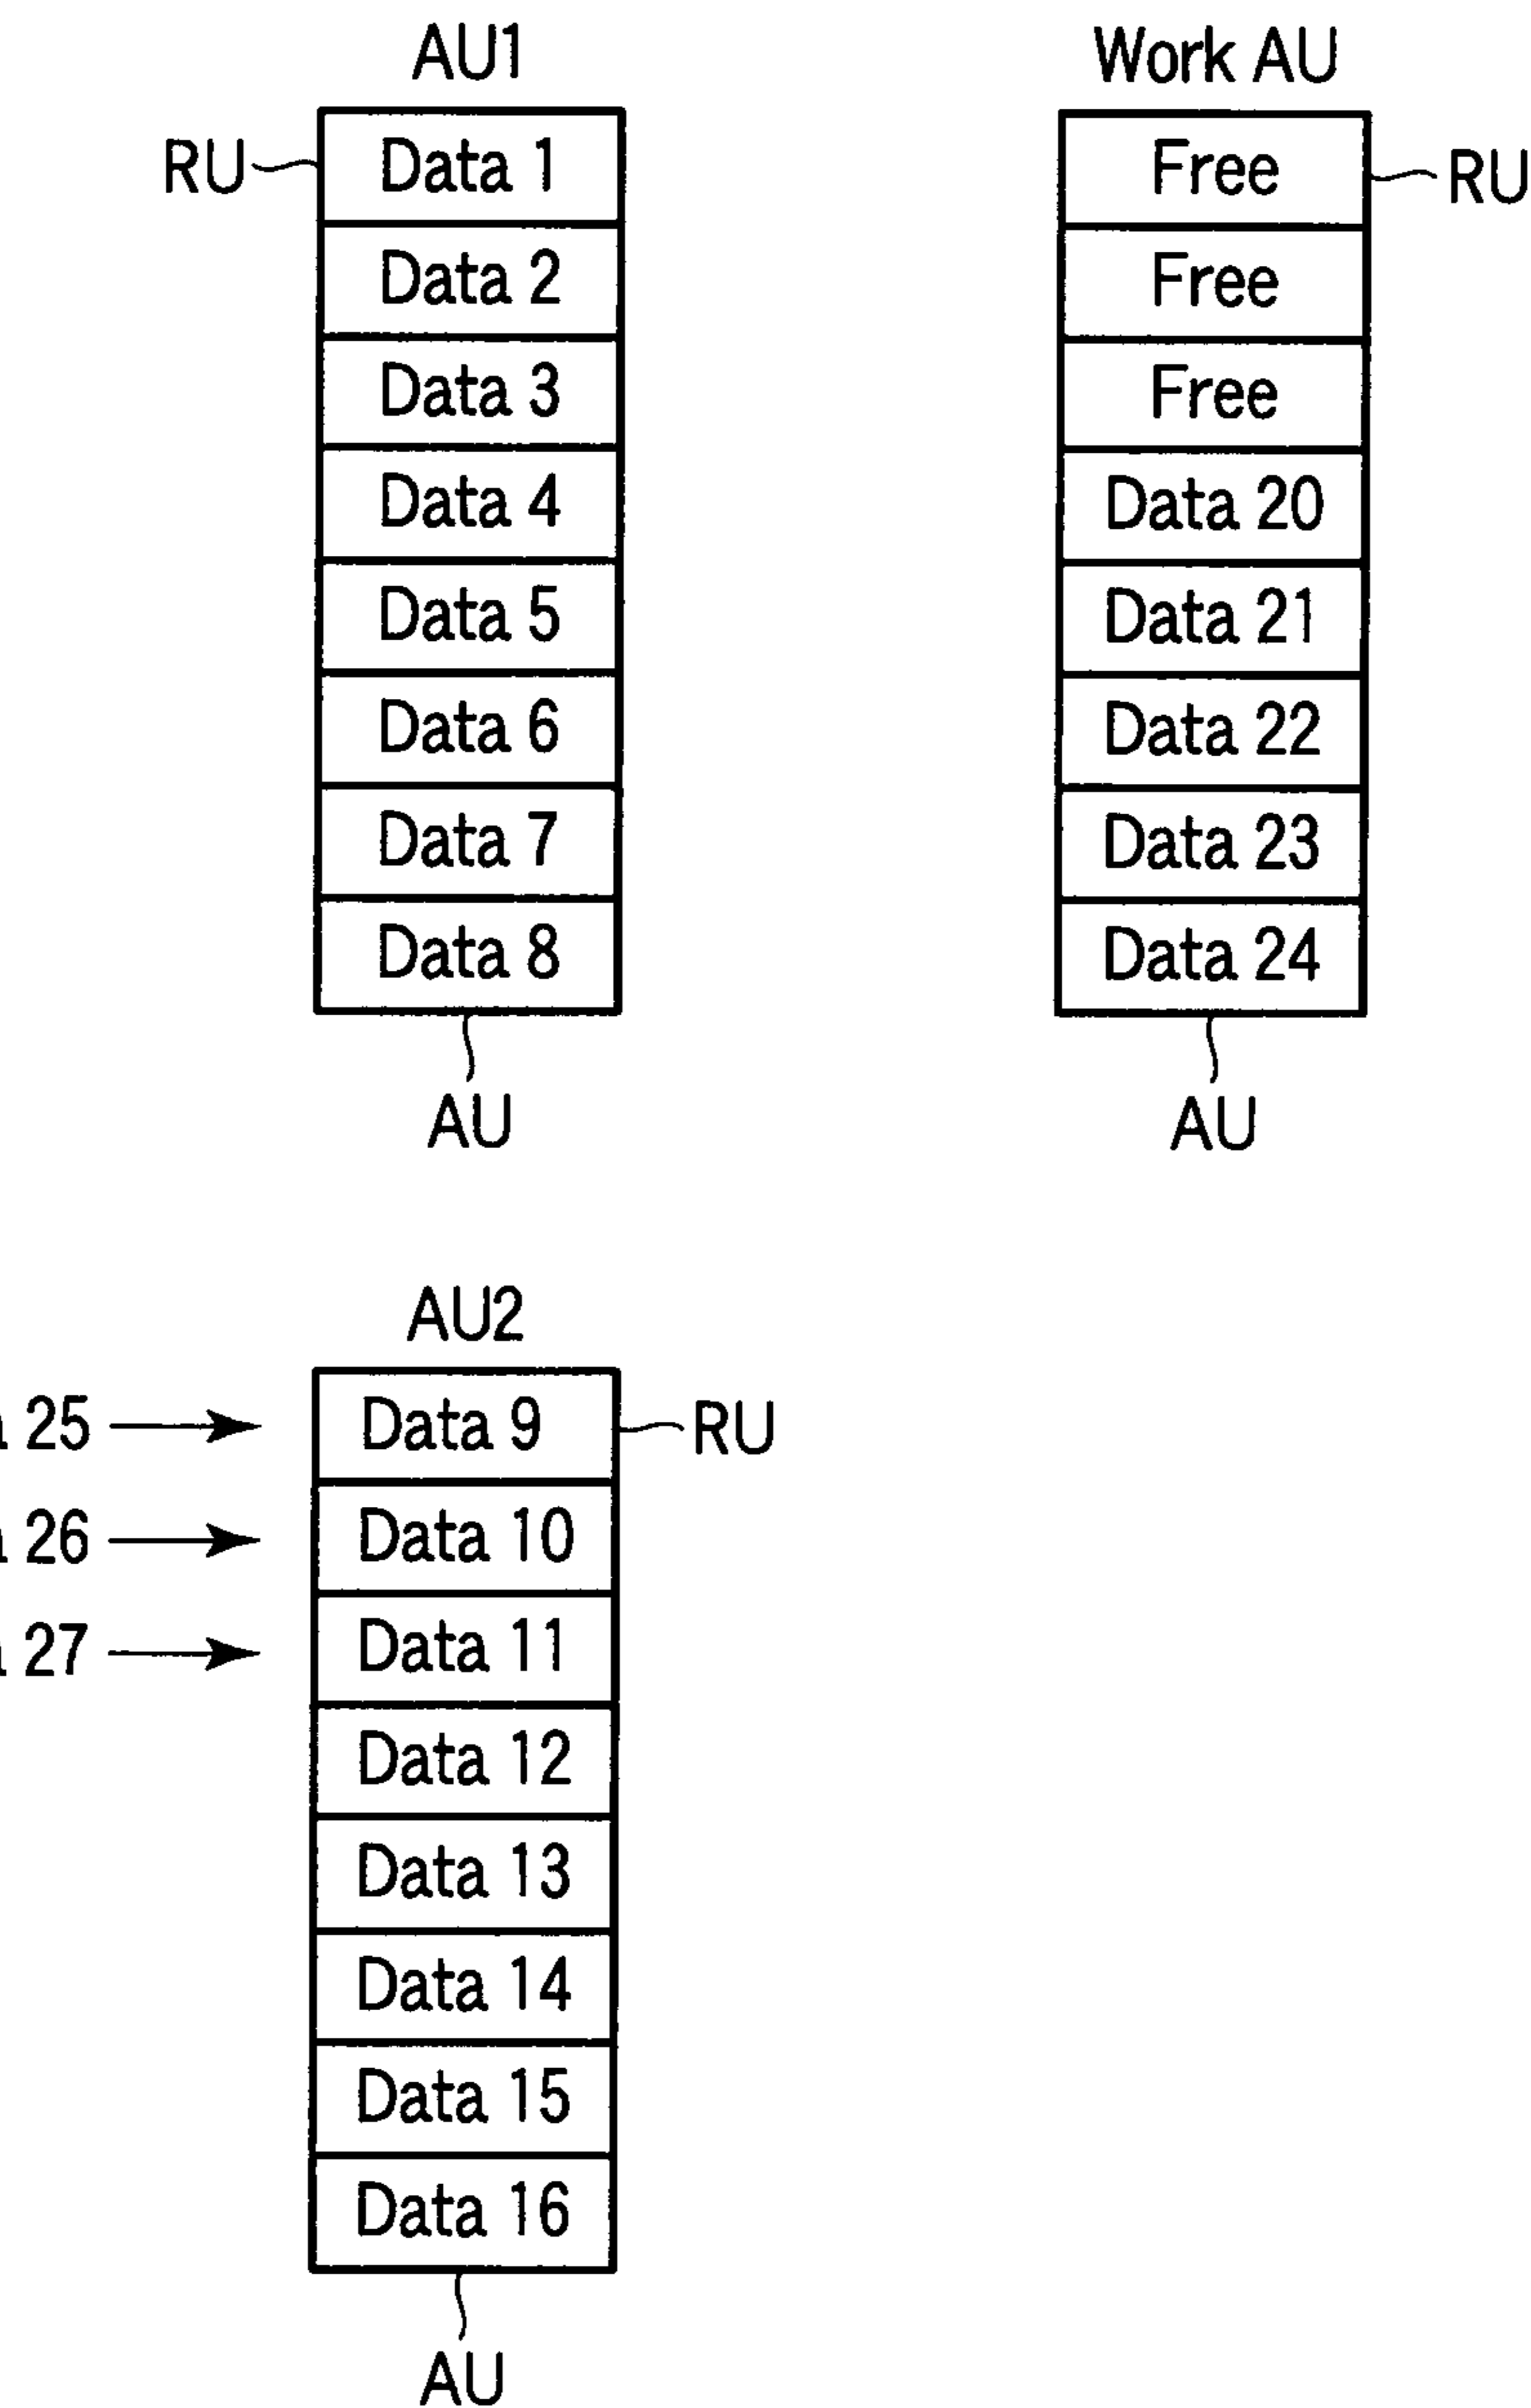 AU1
RU
Data 1
Data 2
Data 3
Data 4
Data 5
Data 6
Data 7
Data 8
AU
Work AU
Free
RU
Free
Free
Data 20
Data 21
Data 22
Data 23
Data 24
AU
AU2
25
Data 9
RU
26
Data 10
27
Data 11
Data 12
Data 13
Data 14
Data 15
Data 16
AU